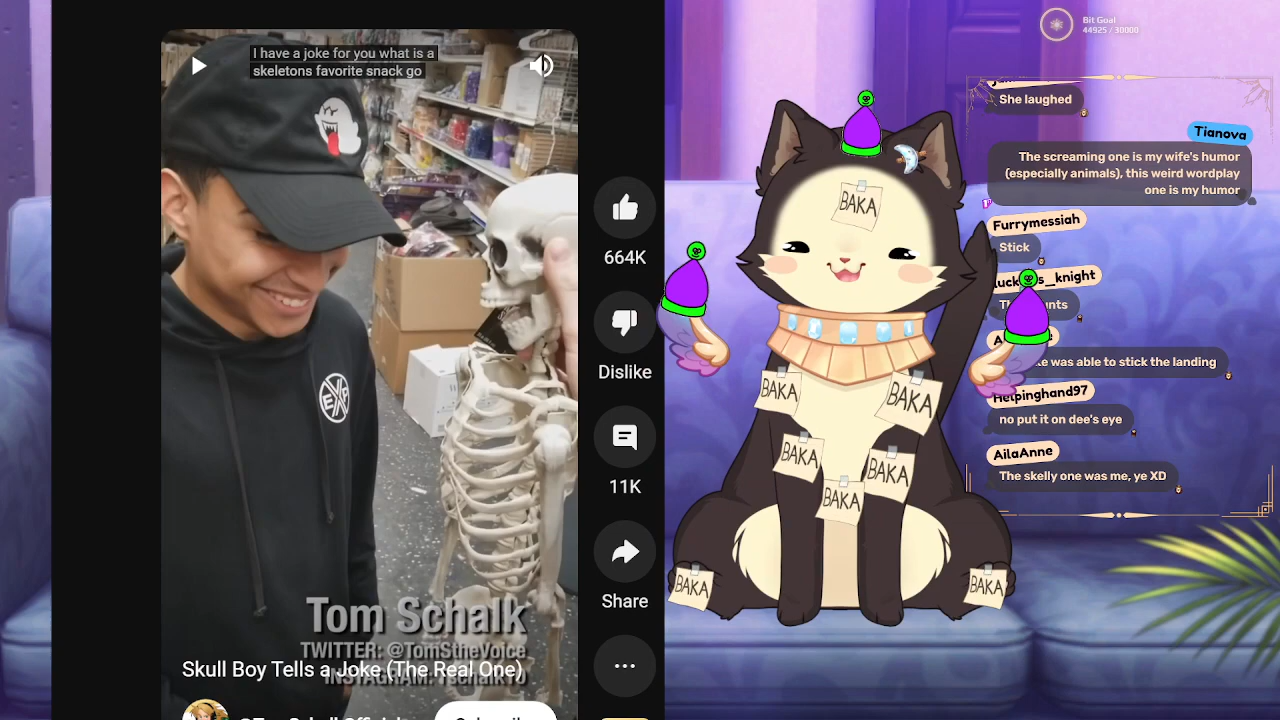 I have a joke for you what is a
skeletons favorite snack go
664K
Dislike
11K
Share
Tom Schalk
TWITTER: @TomStheVoice
Skull Boy Tells a Joke (The Real One)
Bit Goal
44925 / 30000
She laughed
Tianova
The screaming one is my wife's humor
(especially animals), this weird wordplay
one is my humor
Furrymessiah
Stick
was able to stick the landing
Helpinghand97
no put it on dee's eye
AilaAnne
The skelly one was me, ye XD
BAKA
BAKA
BAKA
BAKA
BAKA
BAKA
BAKA
BAKA
EXP